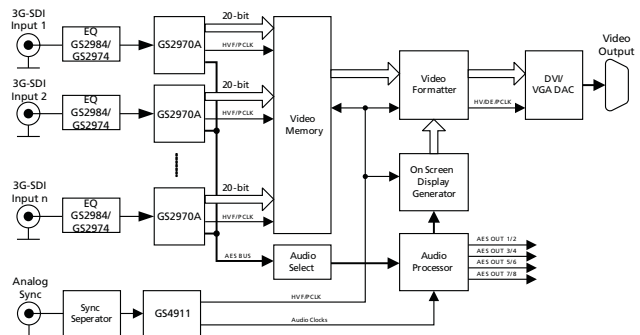 3G-SDI
Input 1
EQ
GS2984/
GS2974
GS2970A
20-bit
HVF/PCLK
3G-SDI
Input 2
EQ
GS2984/
GS2974
GS2970A
20-bit
HVF/PCLK
3G-SDI
Input n
EQ
GS2984/
GS2974
GS2970A
20-bit
HVF/PCLK
AES BUS
Video
Memory
Audio
Select
Video
Formatter
HV/DE/PCLK
DVI/
VGA DAC
Video
Output
On Screen
Display
Generator
Audio
Processor
AES OUT 1/2
AES OUT 3/4
AES OUT 5/6
AES OUT 7/8
Analog
Sync
Sync
Seperator
GS4911
HVF/PCLK
Audio Clocks